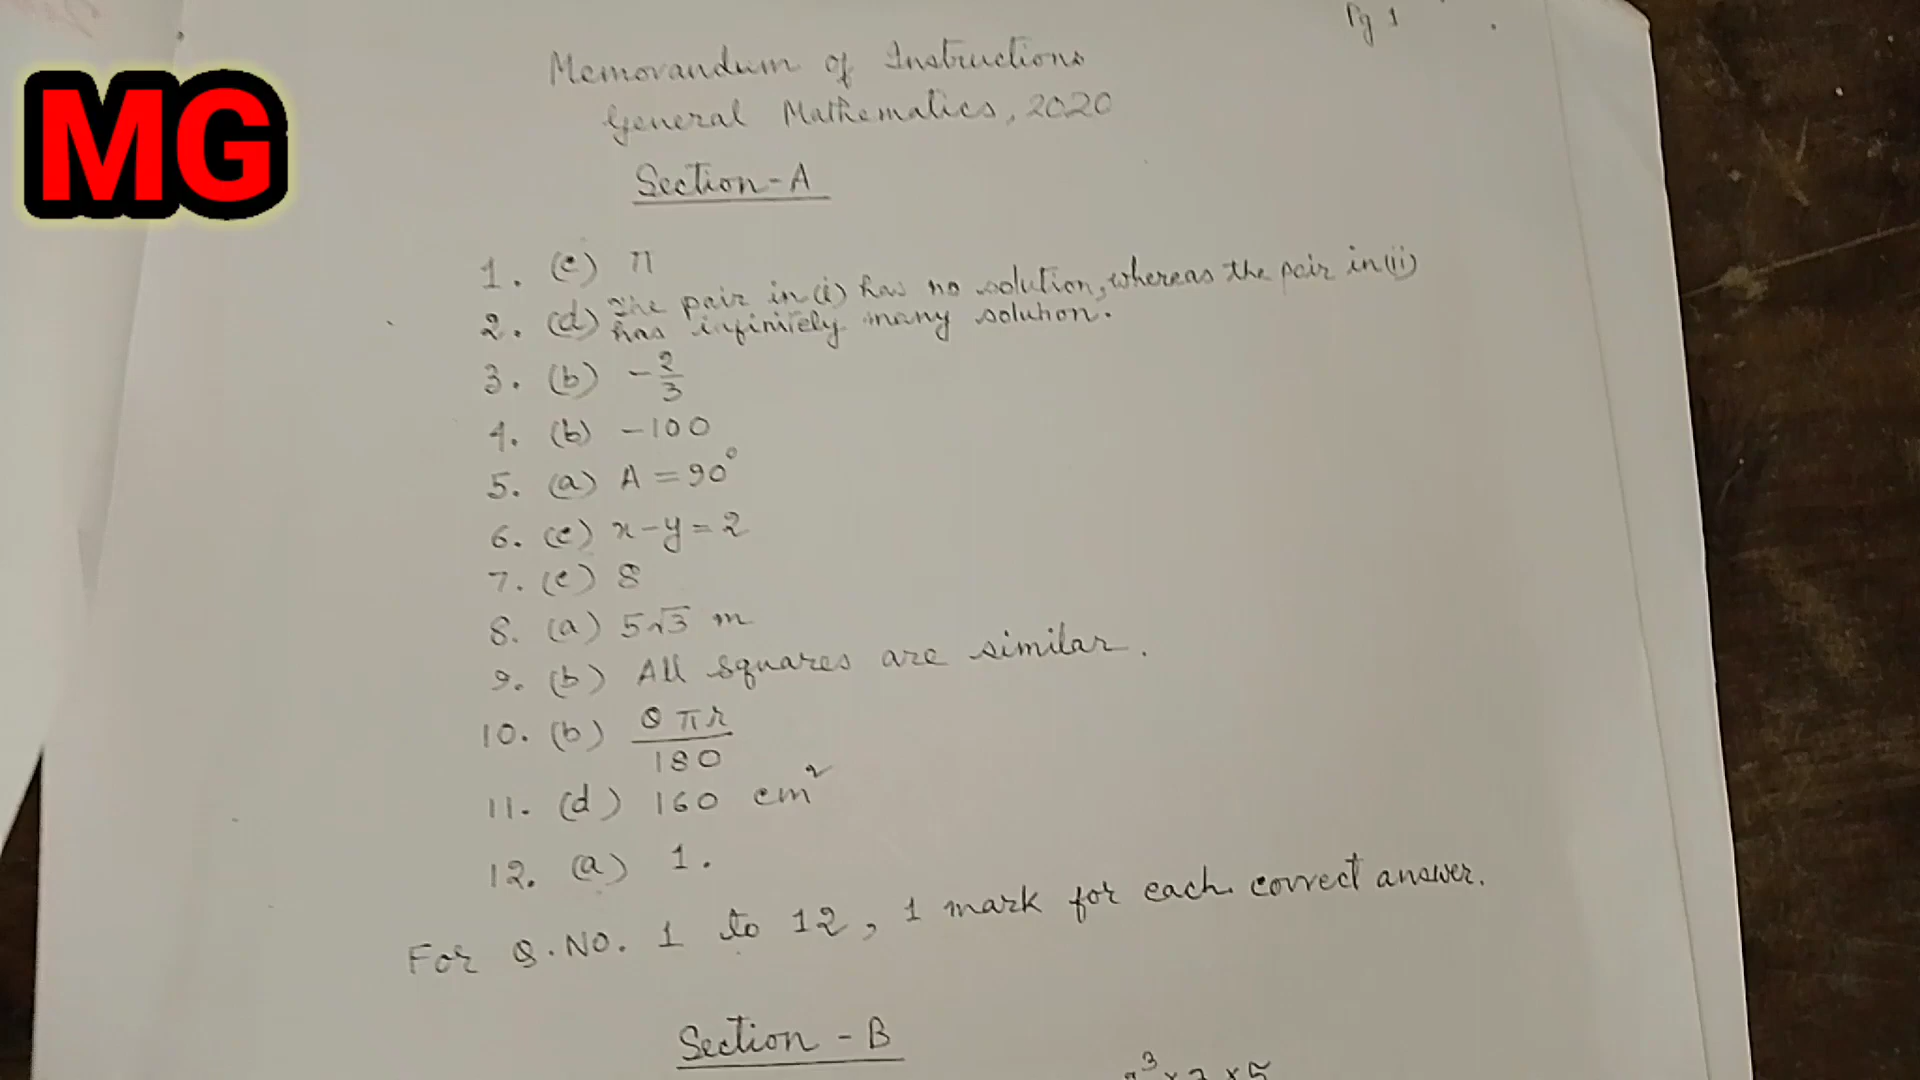 Pg 1
MG
Memorandum of Instructions
General Mathematics, 2020
Section-A
1. (c) π
2. (d) The pair in (i) has no solution, whereas the pair in (ii)
has infinitely many solution.
3. (b) -2/3
4. (b) -100
5. (a) A = 90°
6. (c) x-y=2
7. (c) 8
8. (a) 5√3 m
9. (b) All squares are similar.
10. (b) θπr/180
11. (d) 160 cm²
12. (a) 1.
For Q.NO. 1 to 12, 1 mark for each correct answer.
Section - B